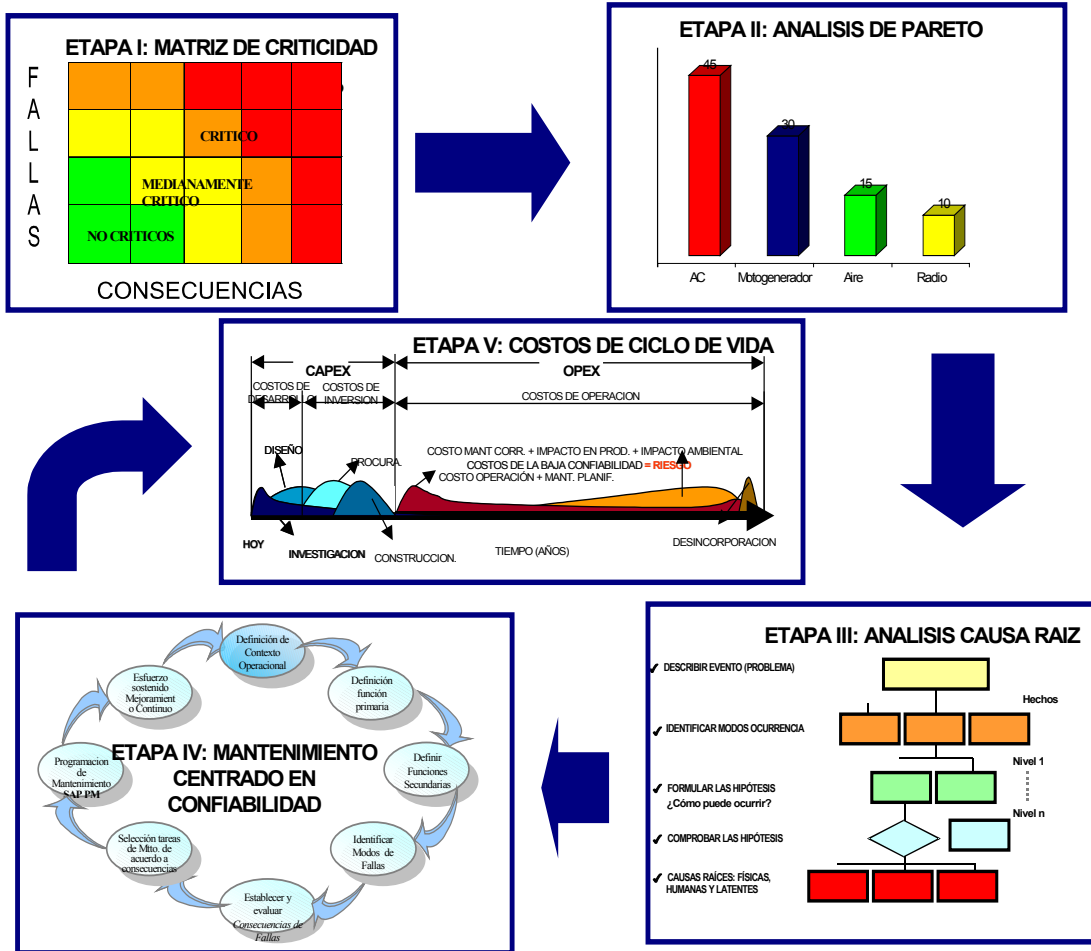 ETAPA I: MATRIZ DE CRITICIDAD
F
A
L
L
A
S
CRITICO
MEDIANAMENTE
CRITICO
NO CRITICOS
CONSECUENCIAS
ETAPA II: ANALISIS DE PARETO
45
30
15
10
AC
Motogenerador
Aire
Radio
ETAPA V: COSTOS DE CICLO DE VIDA
CAPEX
OPEX
COSTOS DE
DESARROLLO
COSTOS DE
INVERSION
COSTOS DE OPERACION
DISEÑO
PROCURA.
COSTO MANT CORR. + IMPACTO EN PROD. + IMPACTO AMBIENTAL
COSTOS DE LA BAJA CONFIABILIDAD = RIESGO
COSTO OPERACIÓN + MANT. PLANIF.
HOY
INVESTIGACION
CONSTRUCCION.
TIEMPO (AÑOS)
DESINCORPORACION
ETAPA III: ANALISIS CAUSA RAIZ
✓ DESCRIBIR EVENTO (PROBLEMA)
Hechos
✓ IDENTIFICAR MODOS OCURRENCIA
Nivel 1
✓ FORMULAR LAS HIPÓTESIS
¿Cómo puede ocurrir?
Nivel n
✓ COMPROBAR LAS HIPÓTESIS
✓ CAUSAS RAÍCES: FÍSICAS,
HUMANAS Y LATENTES
ETAPA IV: MANTENIMIENTO
CENTRADO EN
CONFIABILIDAD
Definición de
Contexto
Operacional
Definición
función
primaria
Definir
Funciones
Secundarias
Identificar
Modos de
Fallas
Establecer y
evaluar
Consecuencias de
Fallas
Selección tareas
de Mtto. de
acuerdo a
consecuencias
Programacion
de
Mantenimiento
SAP PM
Esfuerzo
sostenido
Mejoramient
o Continuo